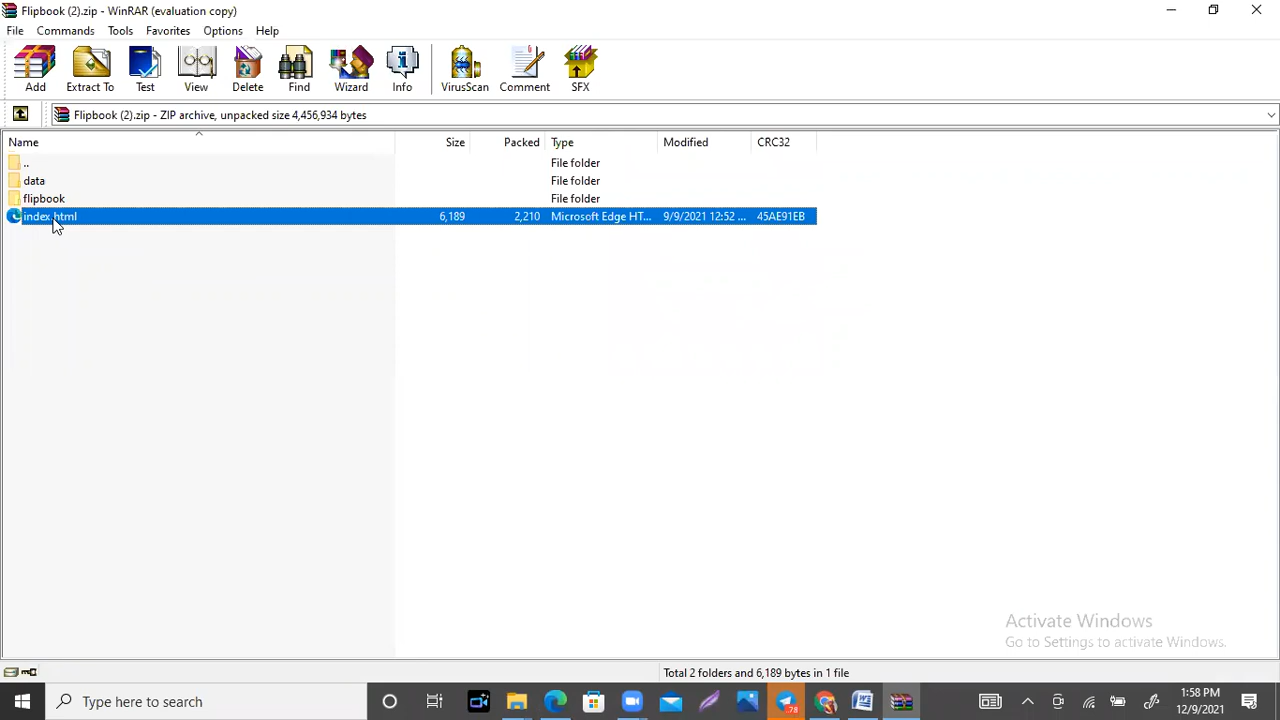 Flipbook (2).zip - WinRAR (evaluation copy)
File Commands Tools Favorites Options Help
Add Extract To Test View Delete Find Wizard Info VirusScan Comment SFX
Flipbook (2).zip - ZIP archive, unpacked size 4,456,934 bytes
Name Size Packed Type Modified CRC32
.. File folder
data File folder
flipbook File folder
index.html 6,189 2,210 Microsoft Edge HT... 9/9/2021 12:52 ... 45AE91EB
Activate Windows
Go to Settings to activate Windows.
Total 2 folders and 6,189 bytes in 1 file
Type here to search
78
1:58 PM
12/9/2021